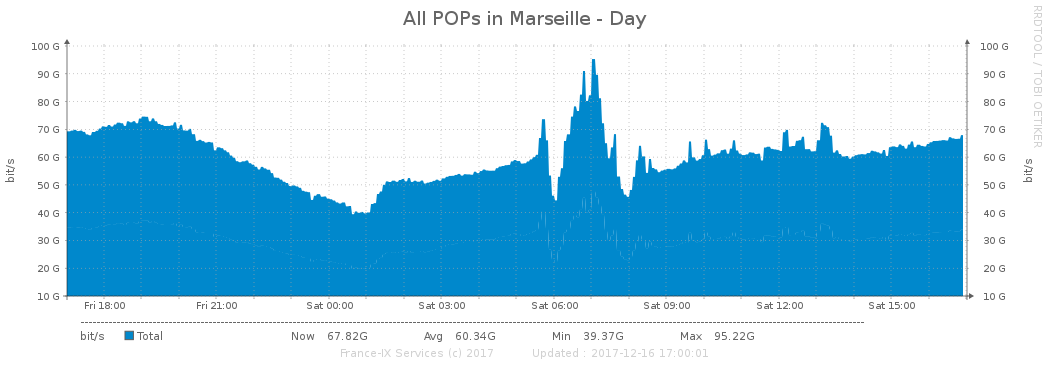 All POPs in Marseille - Day
RRDTOOL / TOBI OETIKER
bit/s
100 G
90 G
80 G
70 G
60 G
50 G
40 G
30 G
20 G
10 G
100 G
90 G
80 G
70 G
60 G
50 G
40 G
30 G
20 G
10 G
bit/s
Fri 18:00 Fri 21:00 Sat 00:00 Sat 03:00 Sat 06:00 Sat 09:00 Sat 12:00 Sat 15:00
bit/s Total Now 67.82G Avg 60.34G Min 39.37G Max 95.22G
France-IX Services (c) 2017 Updated : 2017-12-16 17:00:01